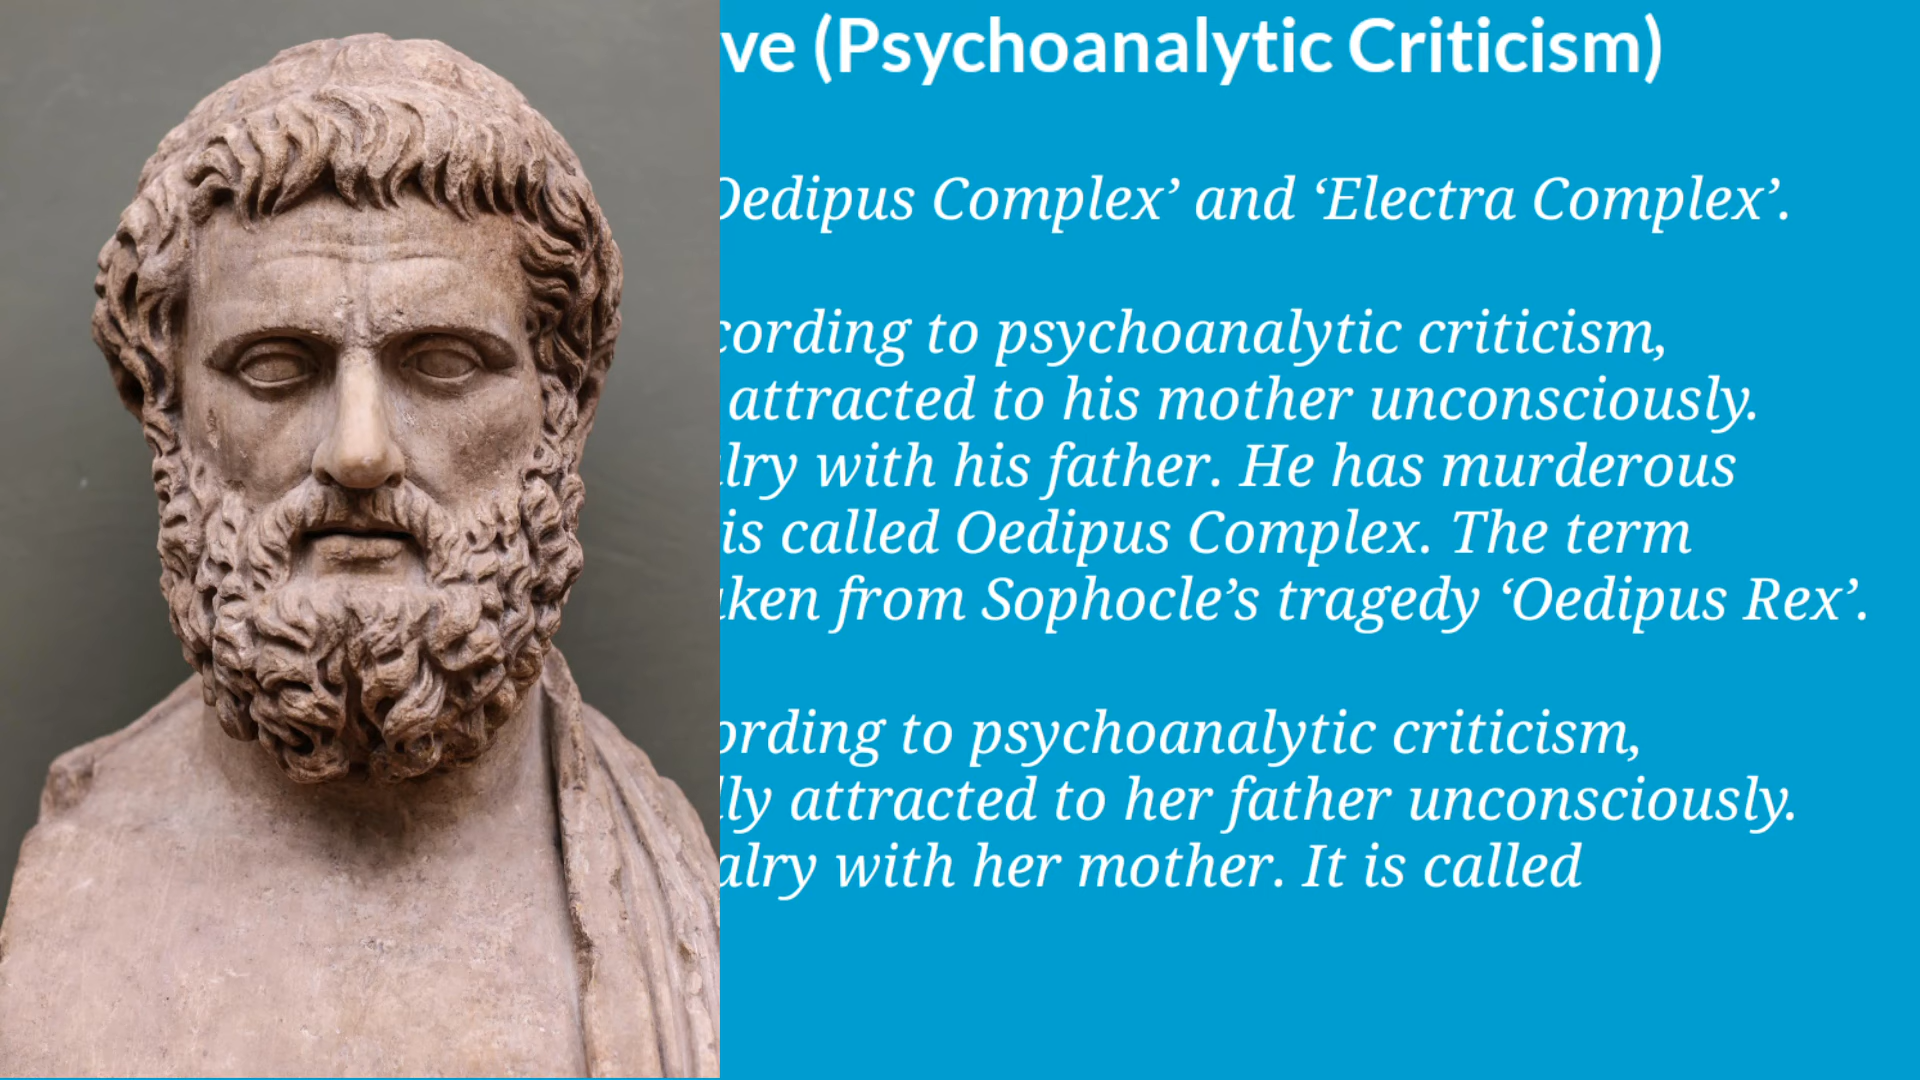 ve (Psychoanalytic Criticism)
Oedipus Complex’ and ‘Electra Complex’.
cording to psychoanalytic criticism,
attracted to his mother unconsciously.
lry with his father. He has murderous
is called Oedipus Complex. The term
ken from Sophocle’s tragedy ‘Oedipus Rex’.
ording to psychoanalytic criticism,
lly attracted to her father unconsciously.
alry with her mother. It is called